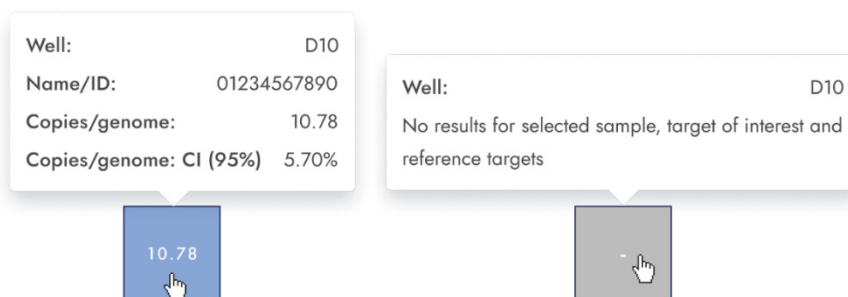 Well: D10
Name/ID: 01234567890
Copies/genome: 10.78
Copies/genome: CI (95%) 5.70%
10.78
Well: D10
No results for selected sample, target of interest and
reference targets
-